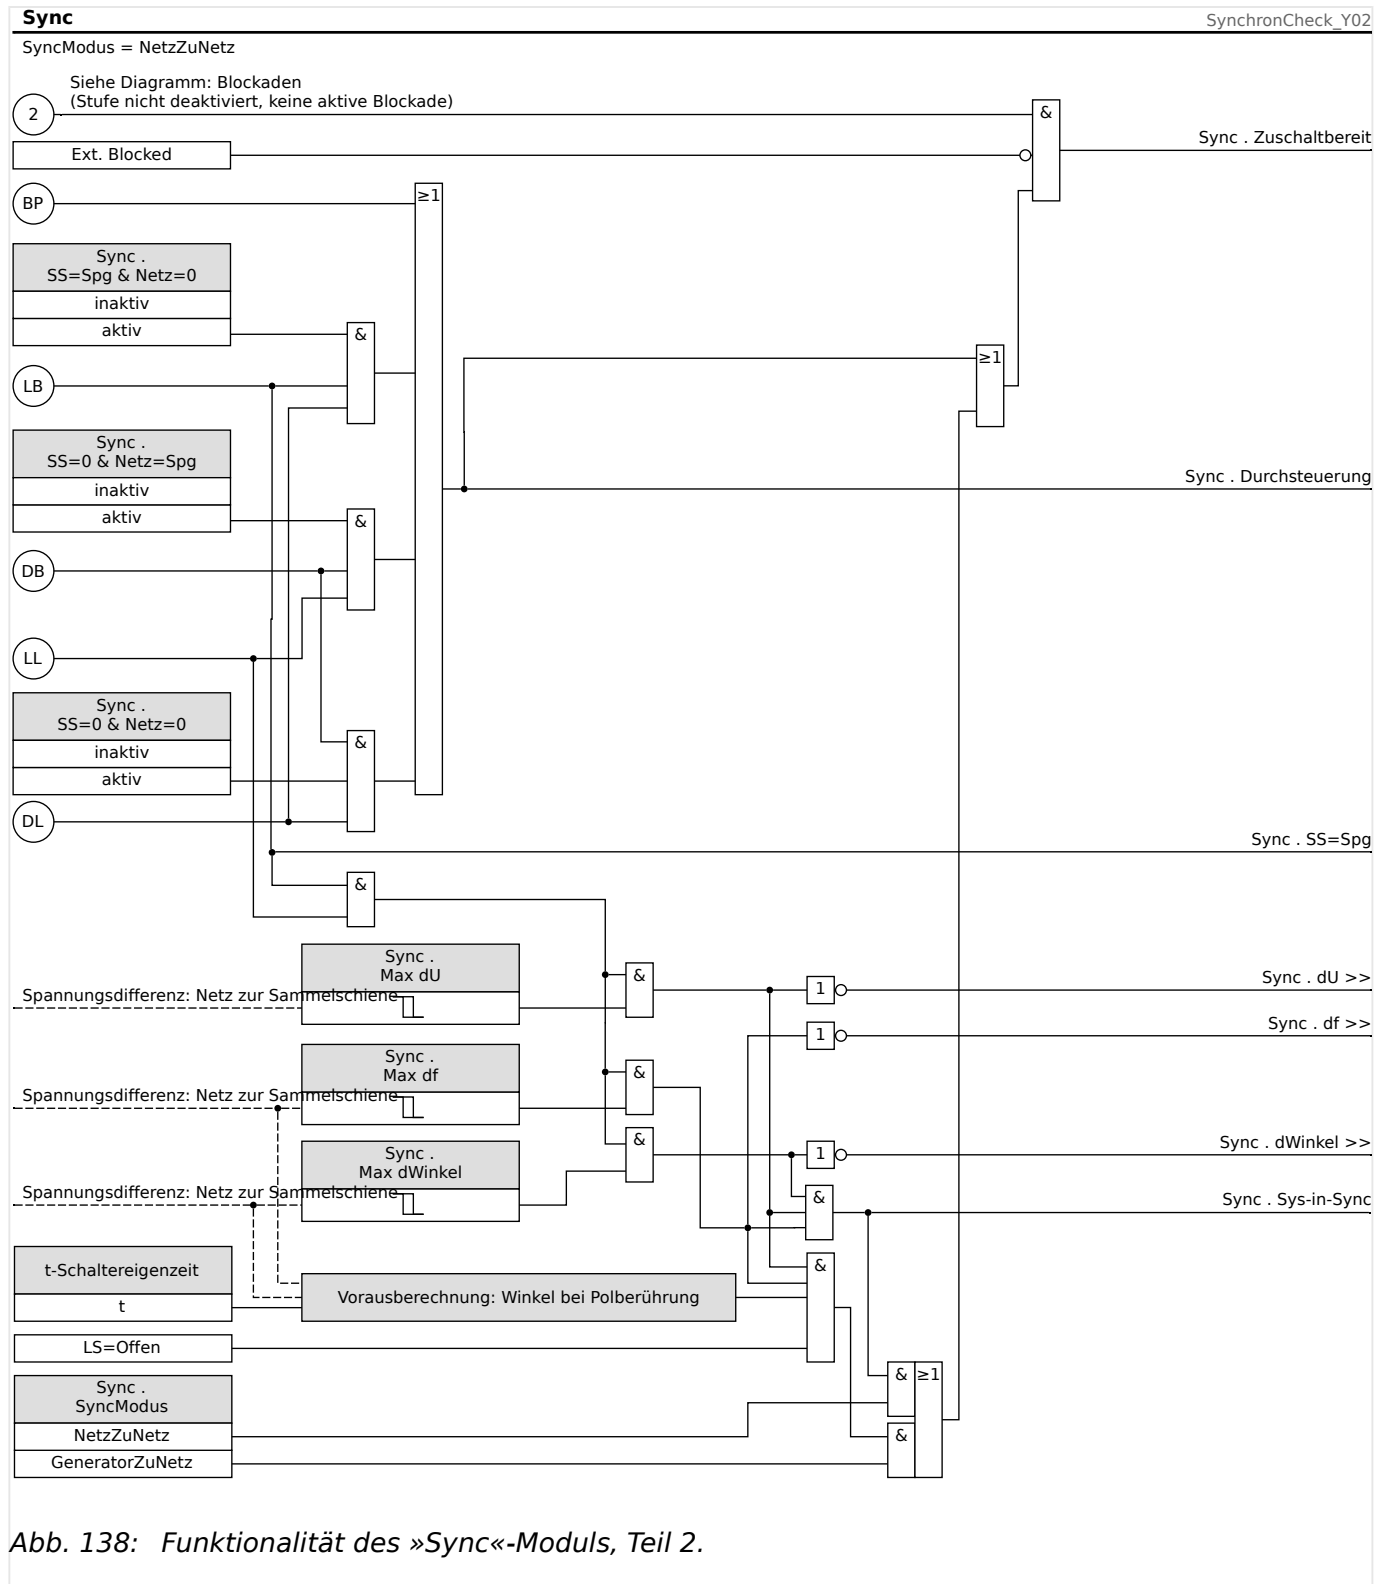 Sync
SynchronCheck_Y02
SyncModus = NetzZuNetz
Siehe Diagramm: Blockaden
(Stufe nicht deaktiviert, keine aktive Blockade)
2
&
Sync . Zuschaltbereit
Ext. Blocked
BP
≥1
Sync .
SS=Spg & Netz=0
inaktiv
aktiv
&
≥1
LB
Sync .
SS=0 & Netz=Spg
inaktiv
aktiv
&
Sync . Durchsteuerung
DB
LL
Sync .
SS=0 & Netz=0
inaktiv
aktiv
&
DL
Sync . SS=Spg
&
Sync .
Max dU
Spannungsdifferenz: Netz zur Sammelschiene
&
1
Sync . dU >>
1
Sync . df >>
Sync .
Max df
Spannungsdifferenz: Netz zur Sammelschiene
&
Sync .
Max dWinkel
Spannungsdifferenz: Netz zur Sammelschiene
&
1
Sync . dWinkel >>
&
Sync . Sys-in-Sync
t-Schaltereigenzeit
t
Vorausberechnung: Winkel bei Polberührung
&
LS=Offen
Sync .
SyncModus
NetzZuNetz
GeneratorZuNetz
&
≥1
&
Abb. 138: Funktionalität des »Sync«-Moduls, Teil 2.